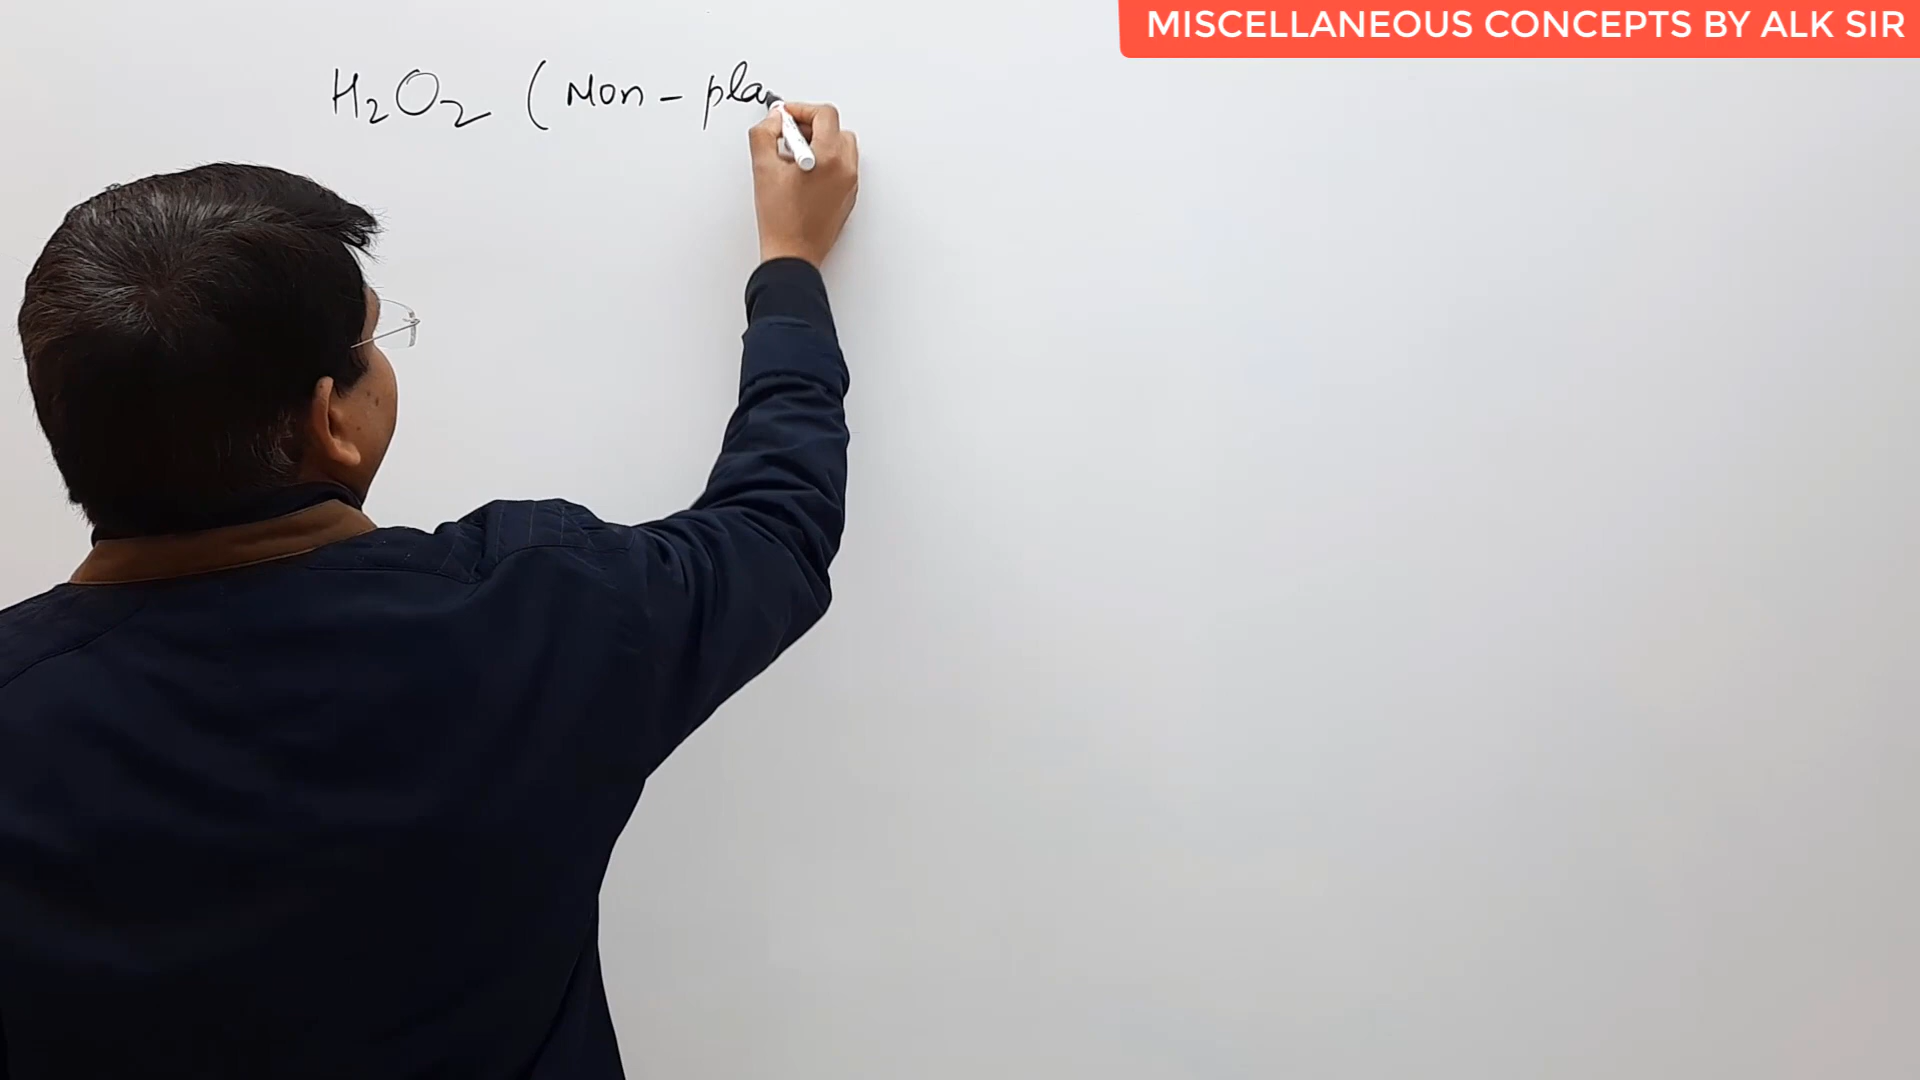 MISCELLANEOUS CONCEPTS BY ALK SIR
H₂O₂ (Non - pla